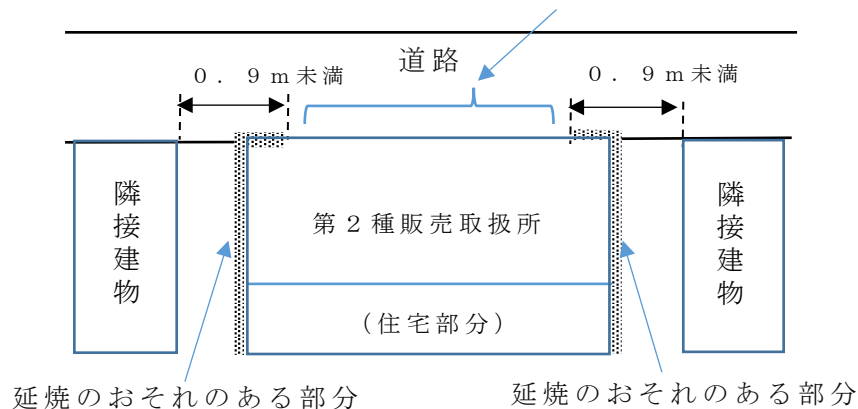 道路
０．９ｍ未満
０．９ｍ未満
隣接建物
第２種販売取扱所
隣接建物
（住宅部分）
延焼のおそれのある部分
延焼のおそれのある部分